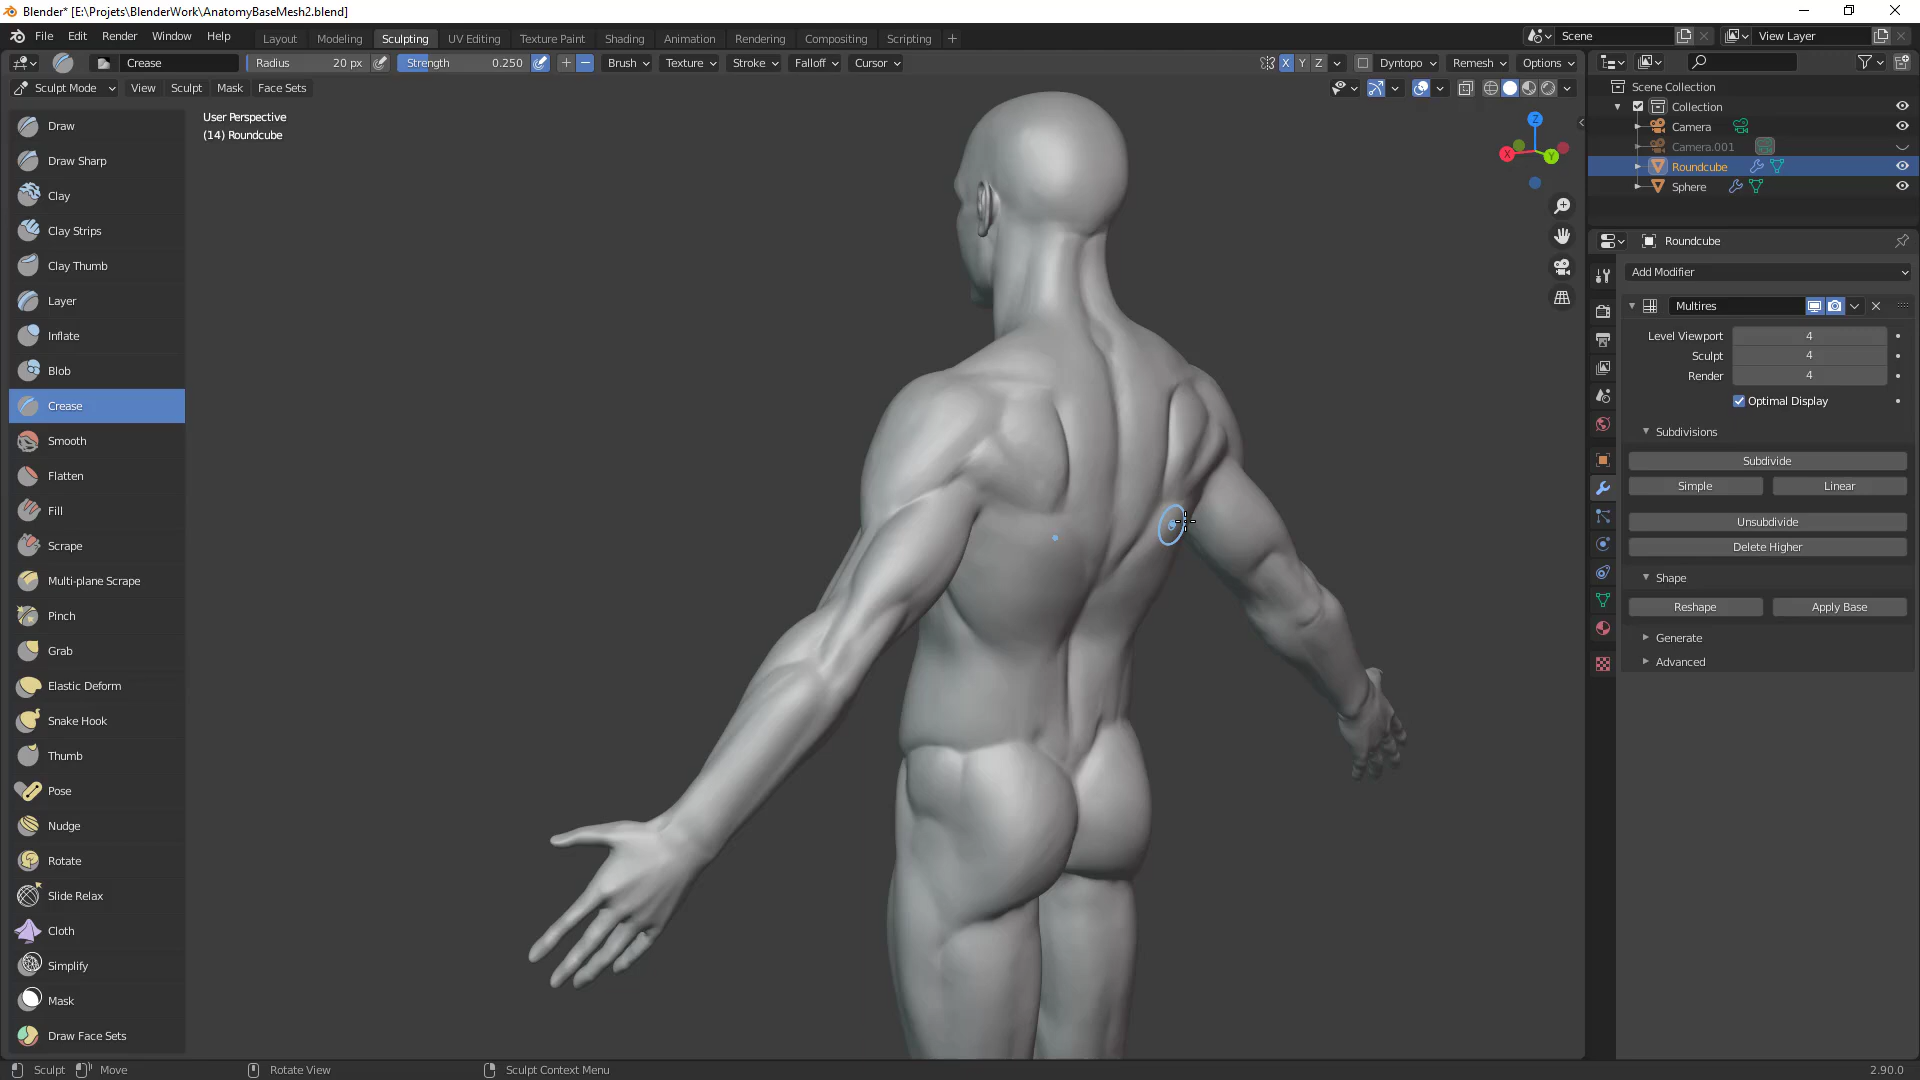 Blender* [E:\Projets\BlenderWork\AnatomyBaseMesh2.blend]
File Edit Render Window Help Layout Modeling Sculpting UV Editing Texture Paint Shading Animation Rendering Compositing Scripting + Scene View Layer
Crease Radius 20 px Strength 0.250 + − Brush Texture Stroke Falloff Cursor X Y Z Dyntopo Remesh Options
Sculpt Mode View Sculpt Mask Face Sets
User Perspective
(14) Roundcube
Z
X
Y
Draw
Draw Sharp
Clay
Clay Strips
Clay Thumb
Layer
Inflate
Blob
Crease
Smooth
Flatten
Fill
Scrape
Multi-plane Scrape
Pinch
Grab
Elastic Deform
Snake Hook
Thumb
Pose
Nudge
Rotate
Slide Relax
Cloth
Simplify
Mask
Draw Face Sets
Scene Collection
Collection
Camera
Camera.001
Roundcube
Sphere
Roundcube
Add Modifier
Multires
Level Viewport 4
Sculpt 4
Render 4
Optimal Display
Subdivisions
Subdivide
Simple Linear
Unsubdivide
Delete Higher
Shape
Reshape Apply Base
Generate
Advanced
Sculpt Move Rotate View Sculpt Context Menu 2.90.0